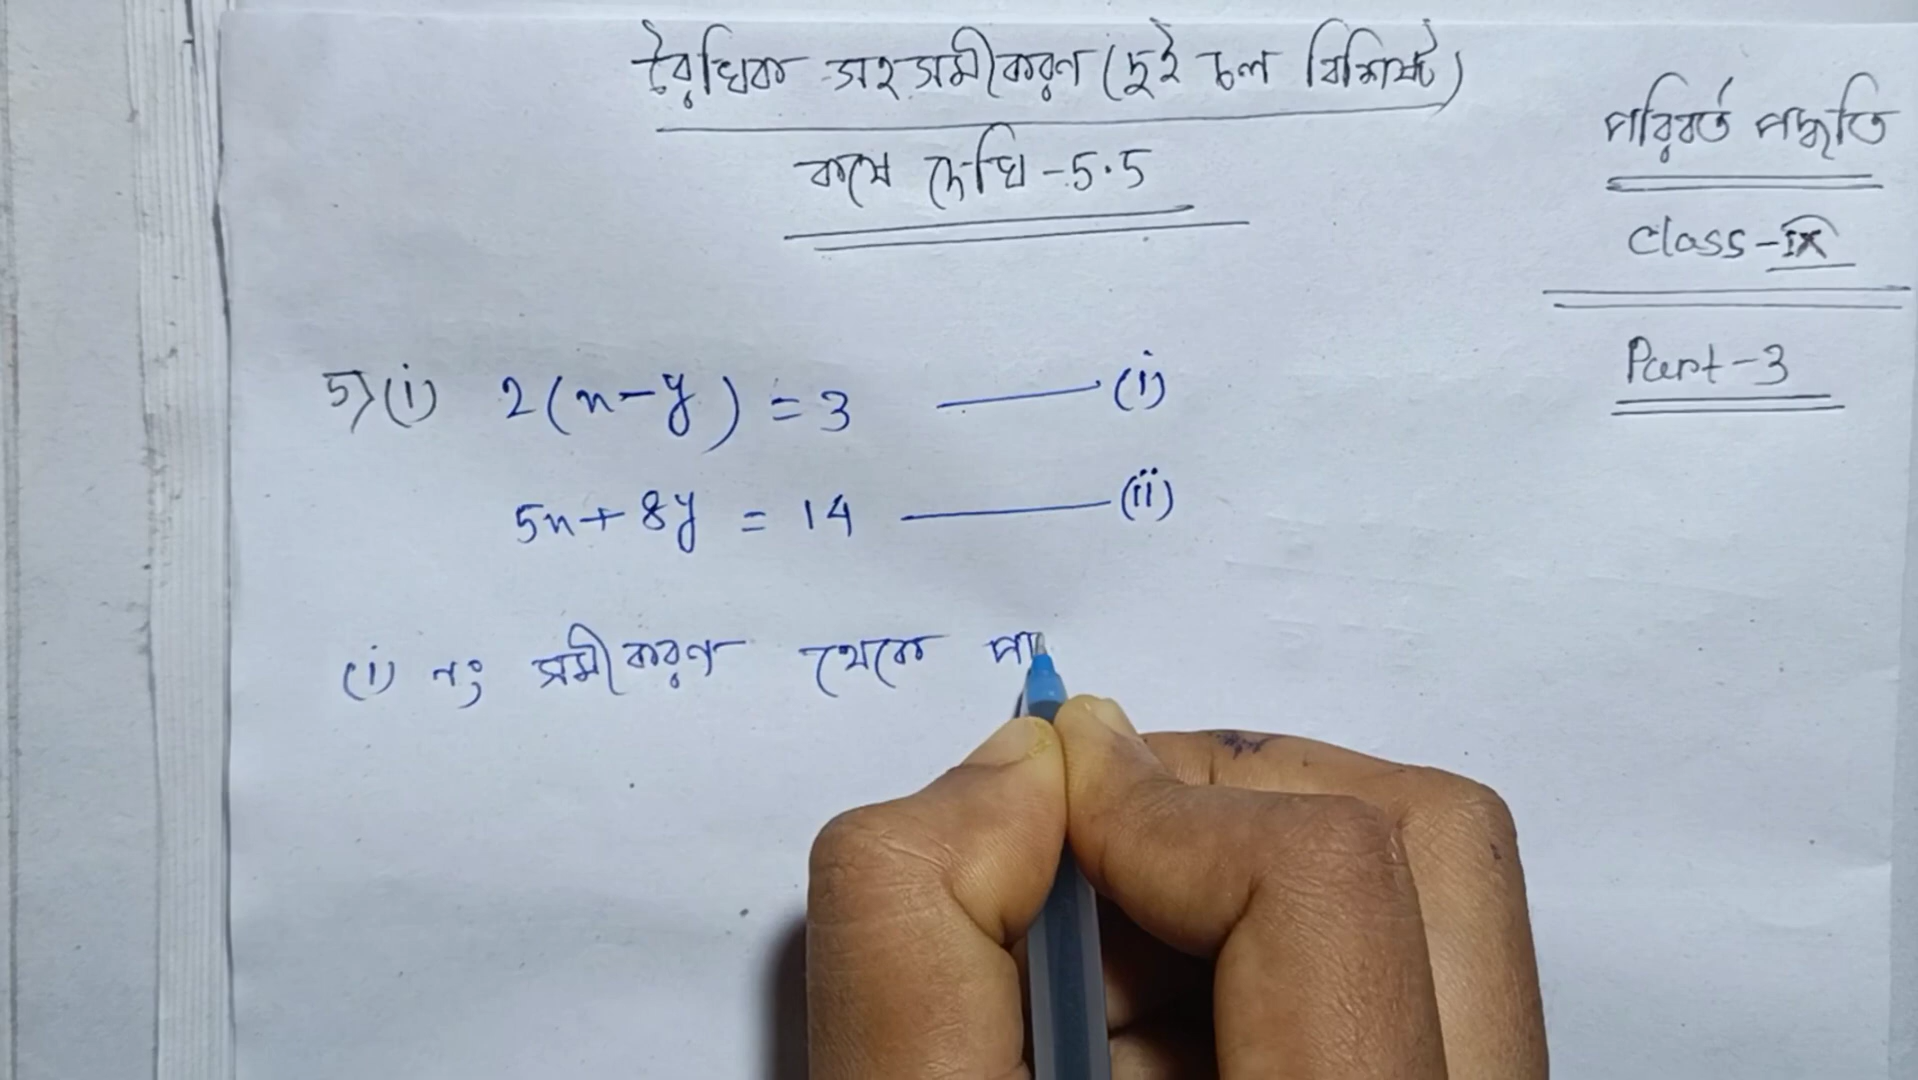 রৈখিক সহসমীকরণ (দুই চল বিশিষ্ট)
কষে দেখি - 5.5
পরিবর্ত পদ্ধতি
Class - IX
Part - 3
5) (i) 2(x-y) = 3 —— (i)
5x + 8y = 14 —— (ii)
(i) নং সমীকরণ থেকে পা